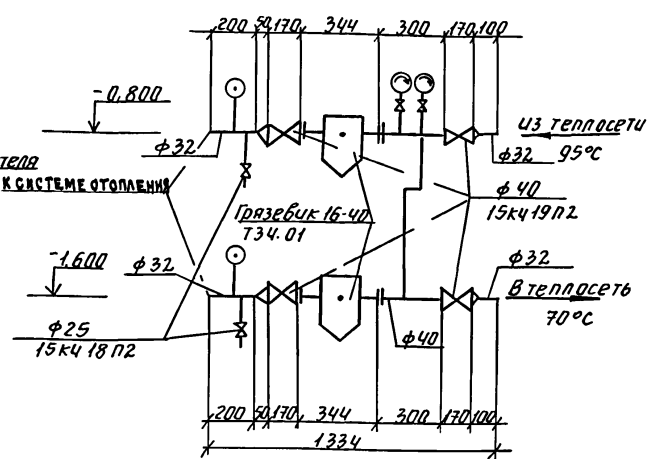 200 50 170 344 300 170 100
-0,800
ф32
ИЗ ТЕПЛОСЕТИ
ф32 95°С
ТЕЛЯ
К СИСТЕМЕ ОТОПЛЕНИЯ
Грязевик 16-40
Т34.01
ф40
15кч19П2
-1.600
ф32
ф32
В ТЕПЛОСЕТЬ
70°С
ф25
15кч18П2
ф40
200 50 170 344 300 170 100
1334